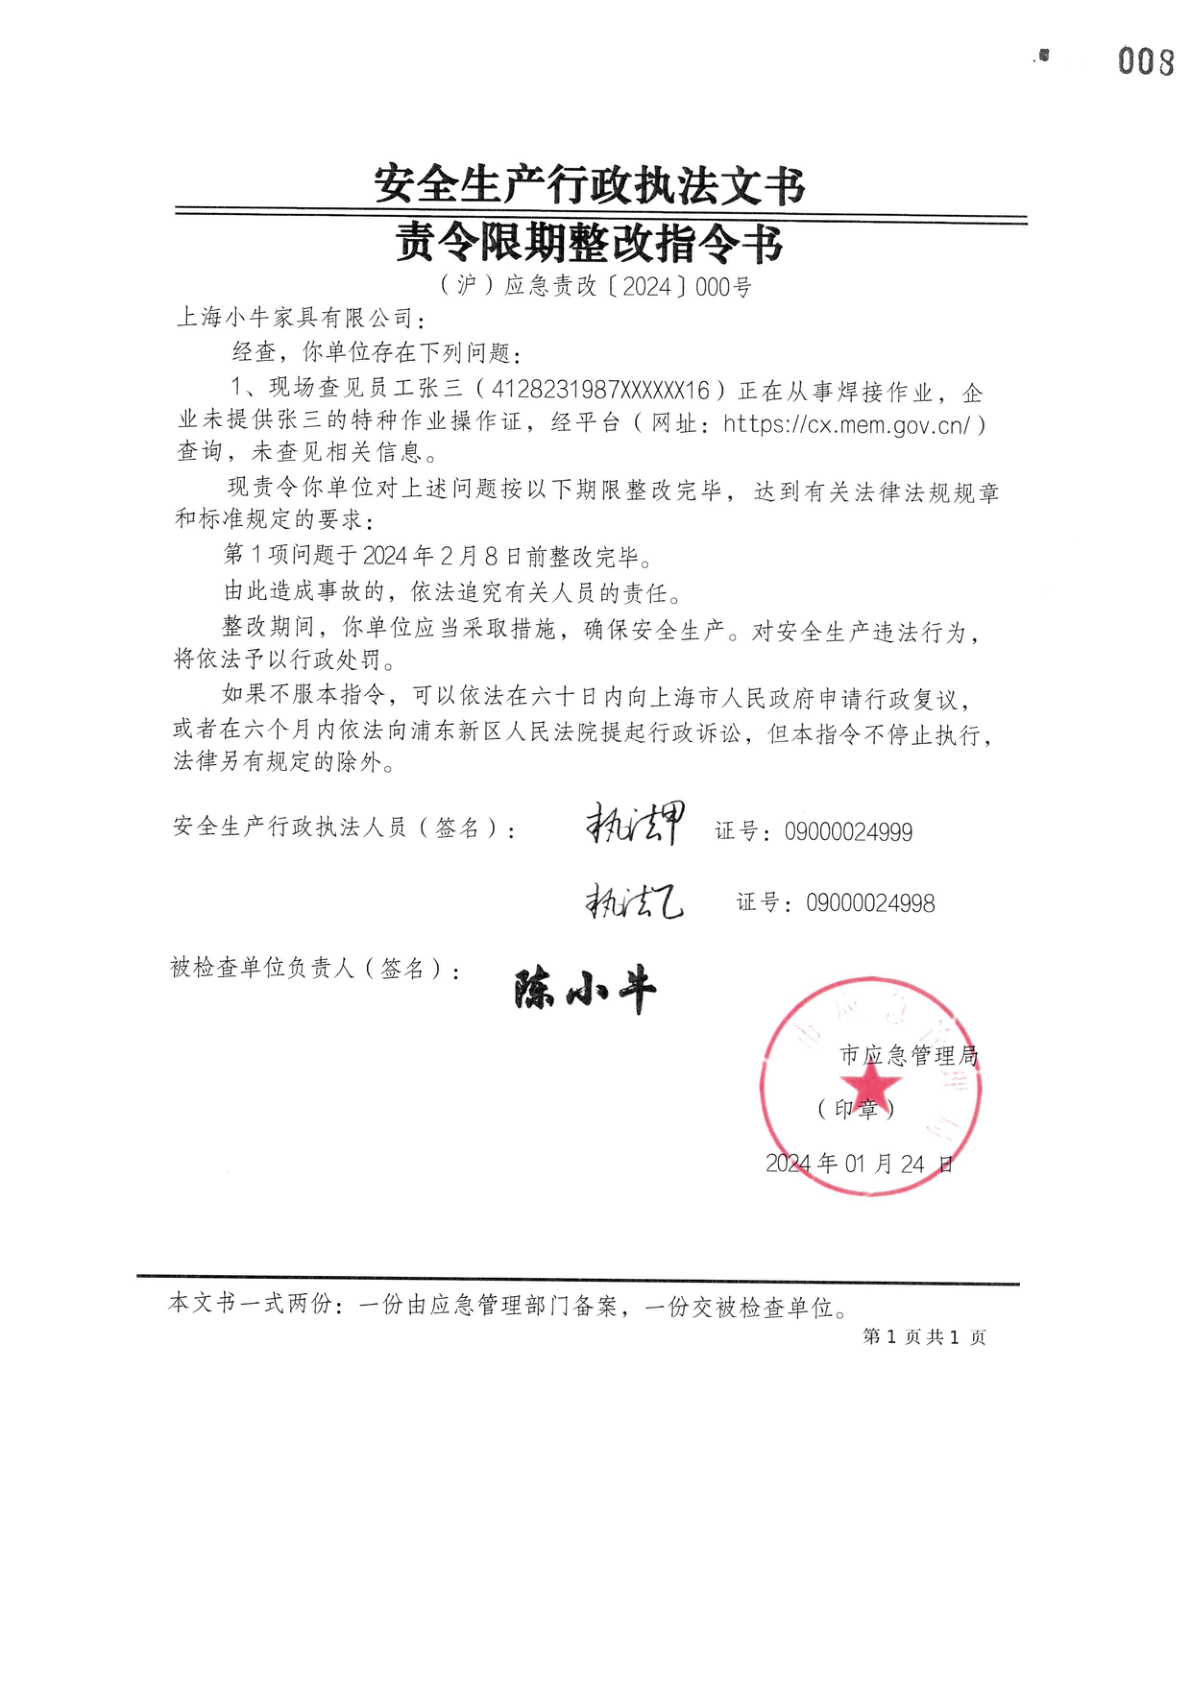 008
安全生产行政执法文书
责令限期整改指令书
（沪）应急责改〔2024〕000号
上海小牛家具有限公司：
经查，你单位存在下列问题：
1、现场查见员工张三（4128231987XXXXXX16）正在从事焊接作业，企
业未提供张三的特种作业操作证，经平台（网址：https://cx.mem.gov.cn/）
查询，未查见相关信息。
现责令你单位对上述问题按以下期限整改完毕，达到有关法律法规规章
和标准规定的要求：
第1项问题于2024年2月8日前整改完毕。
由此造成事故的，依法追究有关人员的责任。
整改期间，你单位应当采取措施，确保安全生产。对安全生产违法行为，
将依法予以行政处罚。
如果不服本指令，可以依法在六十日内向上海市人民政府申请行政复议，
或者在六个月内依法向浦东新区人民法院提起行政诉讼，但本指令不停止执行，
法律另有规定的除外。
安全生产行政执法人员（签名）： 执法甲 证号：09000024999
执法乙 证号：09000024998
被检查单位负责人（签名）： 陈小牛
市应急管理局
市应急管理局
（印章）
2024年01月24日
本文书一式两份：一份由应急管理部门备案，一份交被检查单位。
第1页共1页